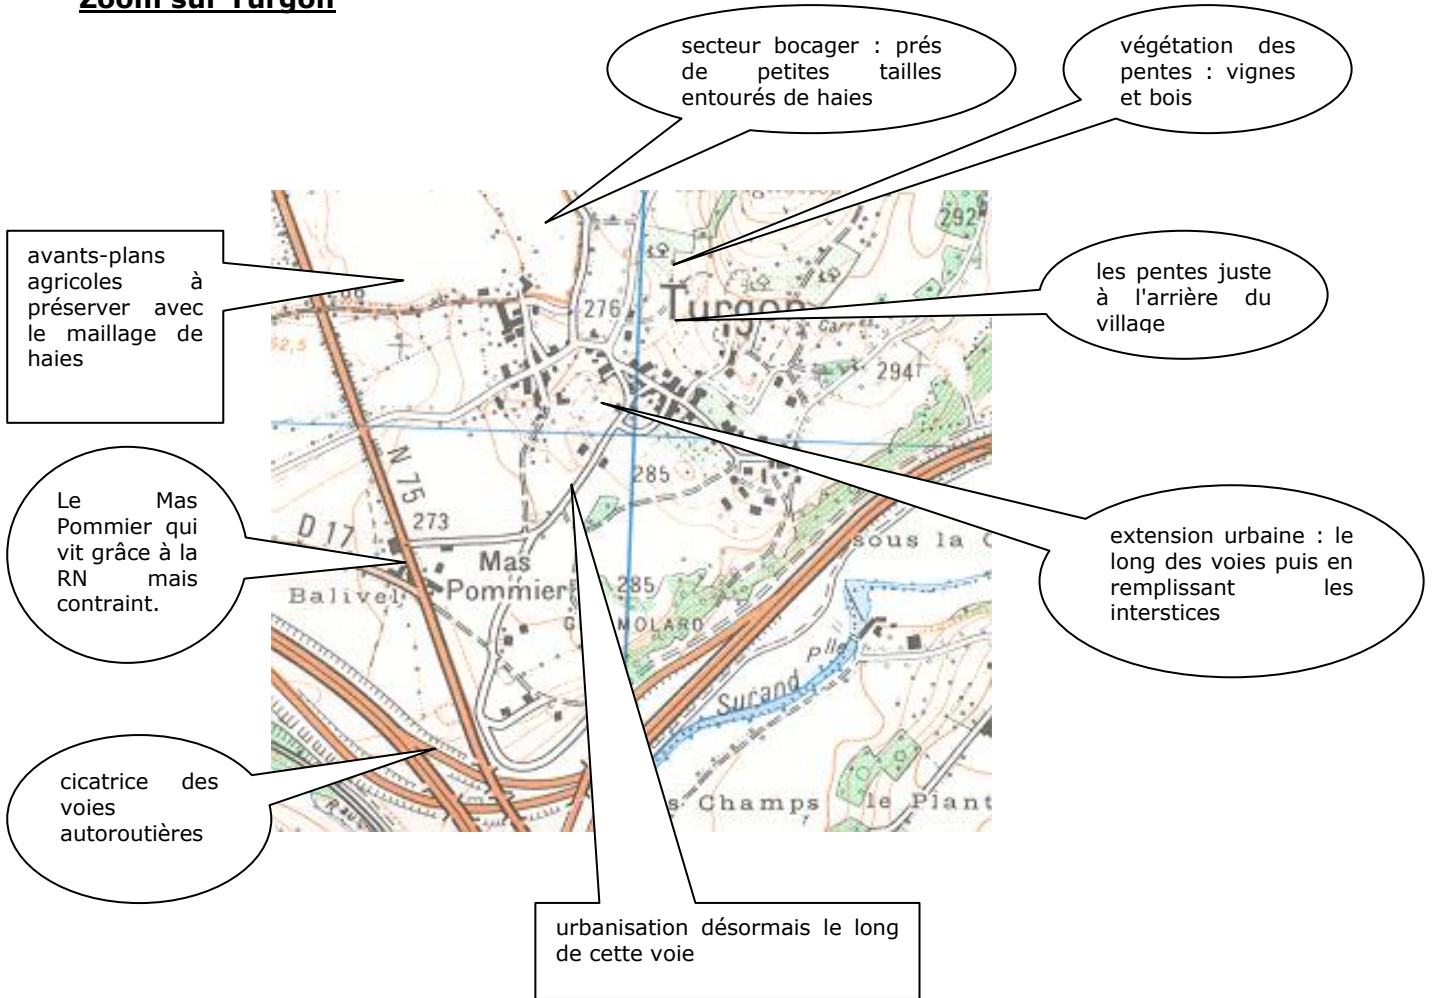 Zoom sur Turgon
secteur bocager : prés
de petites tailles
entourés de haies
végétation des
pentes : vignes
et bois
avants-plans
agricoles à
préserver avec
le maillage de
haies
les pentes juste
à l'arrière du
village
Le Mas
Pommier qui
vit grâce à la
RN mais
contraint.
extension urbaine : le
long des voies puis en
remplissant les
interstices
cicatrice des
voies
autoroutières
urbanisation désormais le long
de cette voie
292
276
Turgon
294
N 75
285
D 17
273
sous la
Mas
Pommier
285
Balivel
MOLARD
Surand
Champs
le Plant